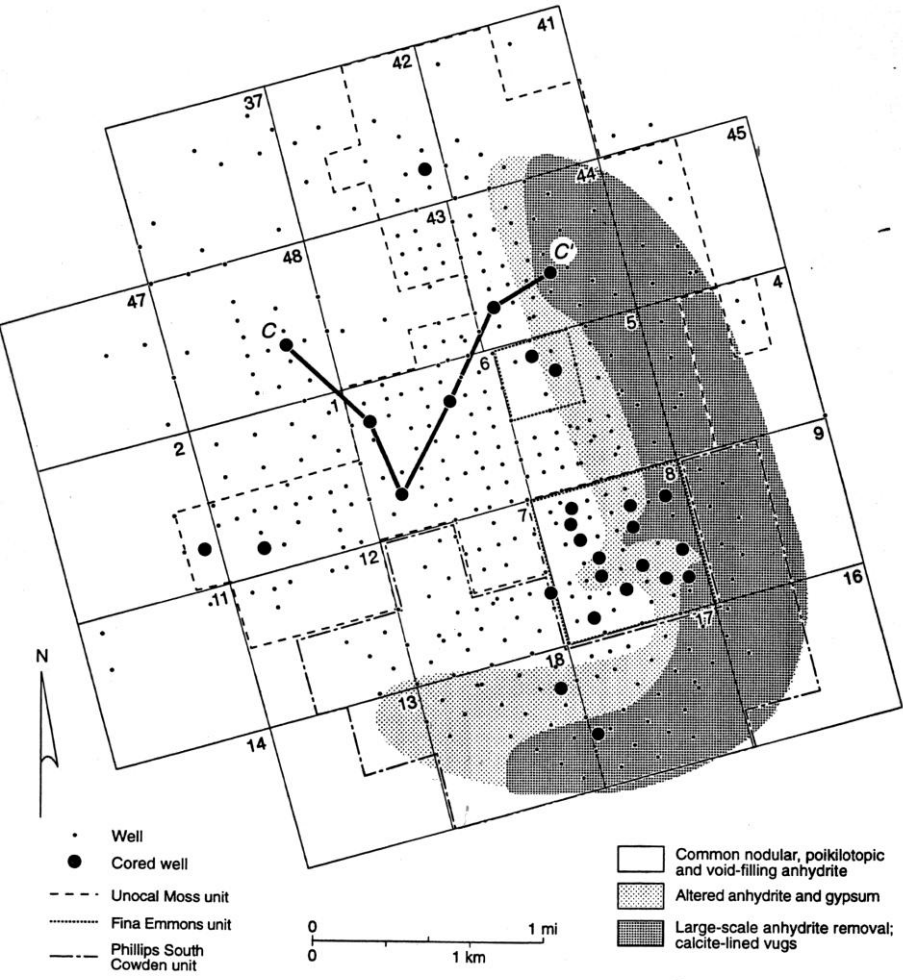 41
42
37
45
44
43
C'
48
4
47
5
C
6
1
9
2
8
7
12
16
11
17
18
13
14
N
Well
Cored well
Unocal Moss unit
Fina Emmons unit
Phillips South
Cowden unit
0 1 mi
0 1 km
Common nodular, poikilotopic
and void-filling anhydrite
Altered anhydrite and gypsum
Large-scale anhydrite removal;
calcite-lined vugs